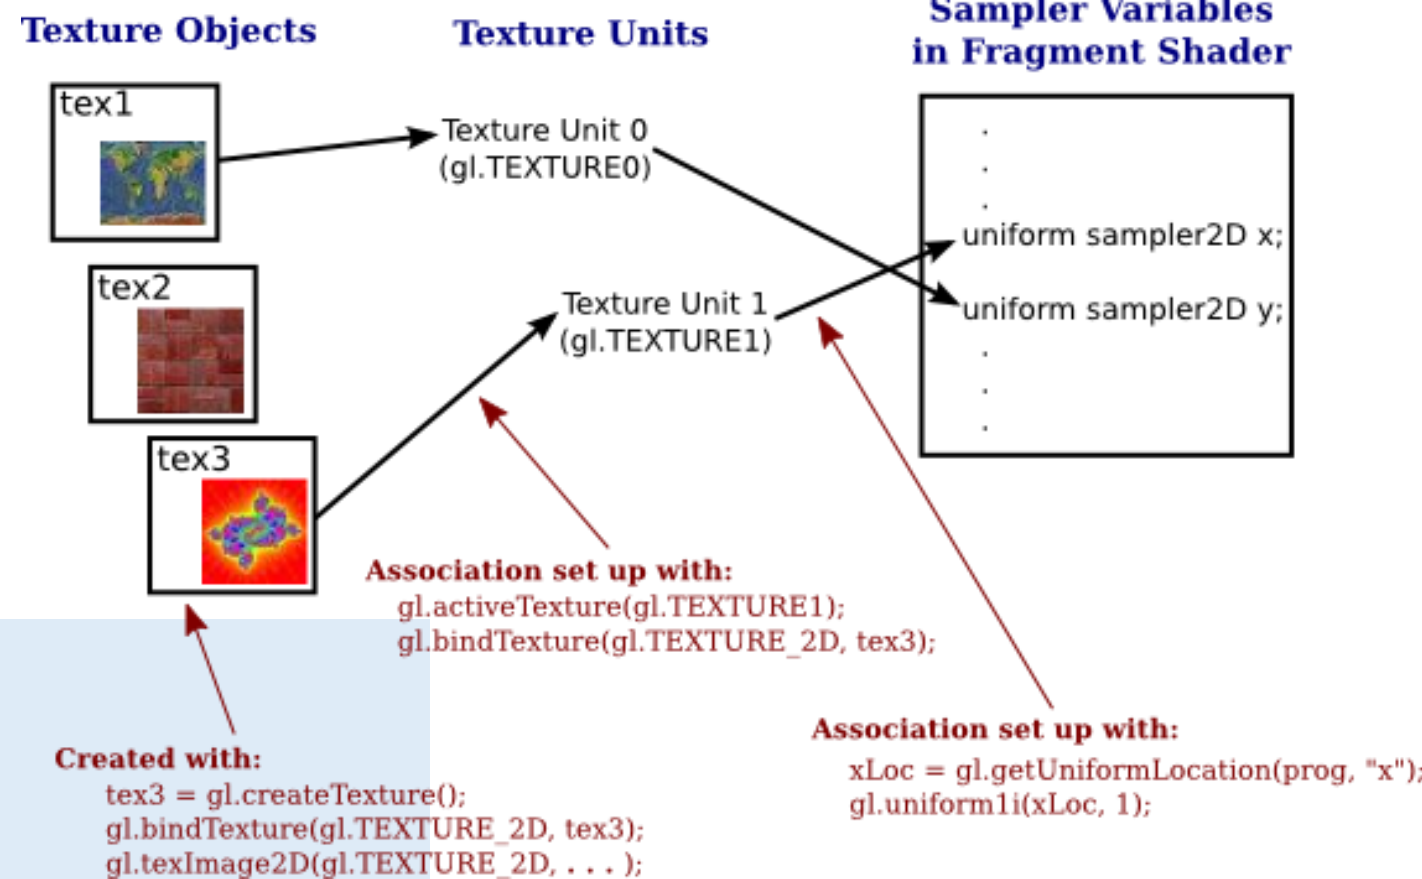 Texture Objects
Texture Units
Sampler Variables
in Fragment Shader
tex1
Texture Unit 0
(gl.TEXTURE0)
.
.
.
uniform sampler2D x;
uniform sampler2D y;
.
.
.
tex2
Texture Unit 1
(gl.TEXTURE1)
tex3
Association set up with:
gl.activeTexture(gl.TEXTURE1);
gl.bindTexture(gl.TEXTURE_2D, tex3);
Created with:
tex3 = gl.createTexture();
gl.bindTexture(gl.TEXTURE_2D, tex3);
gl.texImage2D(gl.TEXTURE_2D, . . . );
Association set up with:
xLoc = gl.getUniformLocation(prog, "x");
gl.uniform1i(xLoc, 1);